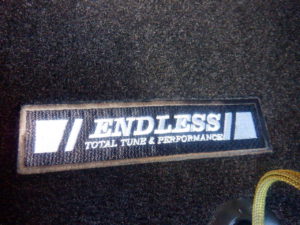 ENDLESS
TOTAL TUNE & PERFORMANCE